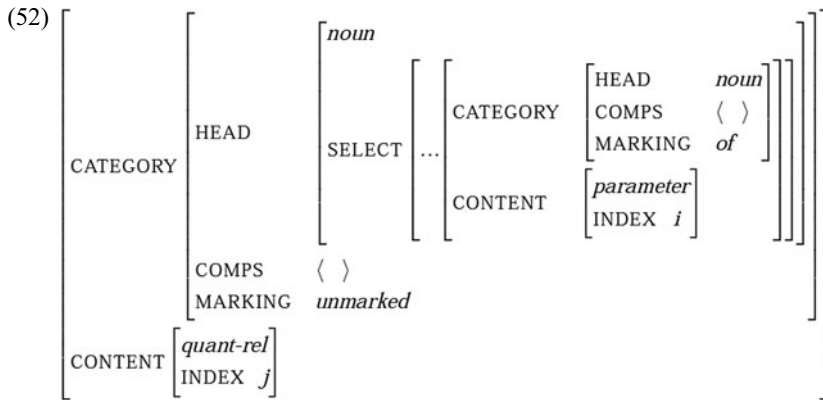 (52)
noun
HEAD noun
CATEGORY COMPS ⟨ ⟩
HEAD MARKING of
SELECT ...
CATEGORY
CONTENT parameter
INDEX i
COMPS ⟨ ⟩
MARKING unmarked
CONTENT quant-rel
INDEX j